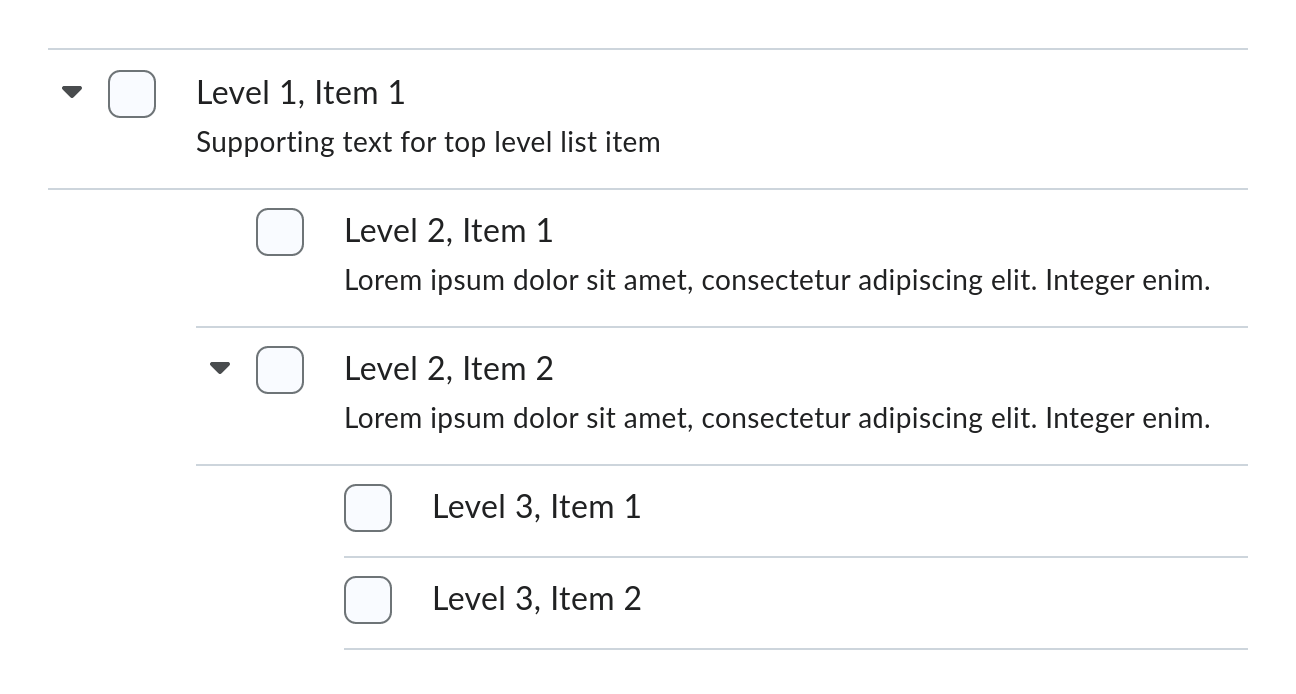 Level 1, Item 1
Supporting text for top level list item
Level 2, Item 1
Lorem ipsum dolor sit amet, consectetur adipiscing elit. Integer enim.
Level 2, Item 2
Lorem ipsum dolor sit amet, consectetur adipiscing elit. Integer enim.
Level 3, Item 1
Level 3, Item 2